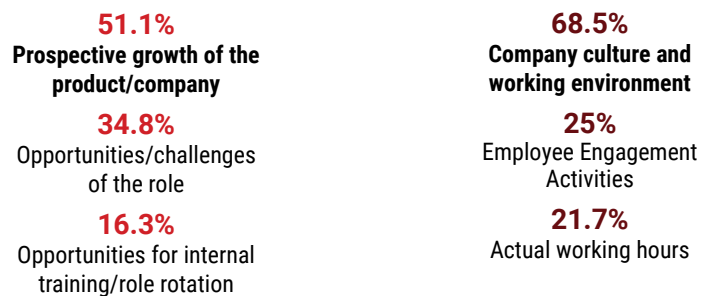 51.1%
Prospective growth of the
product/company
34.8%
Opportunities/challenges
of the role
16.3%
Opportunities for internal
training/role rotation
68.5%
Company culture and
working environment
25%
Employee Engagement
Activities
21.7%
Actual working hours